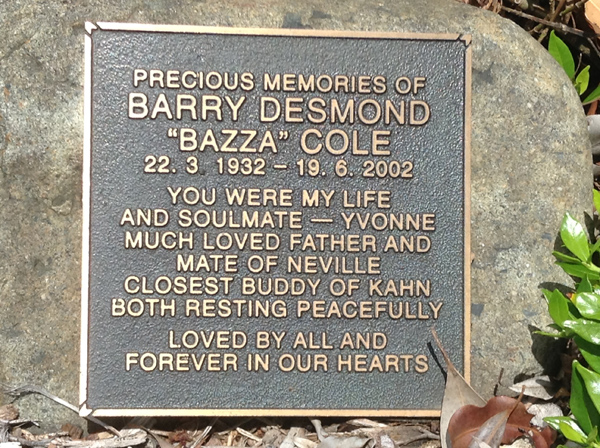 PRECIOUS MEMORIES OF
BARRY DESMOND
“BAZZA” COLE
22. 3. 1932 – 19. 6. 2002
YOU WERE MY LIFE
AND SOULMATE — YVONNE
MUCH LOVED FATHER AND
MATE OF NEVILLE
CLOSEST BUDDY OF KAHN
BOTH RESTING PEACEFULLY
LOVED BY ALL AND
FOREVER IN OUR HEARTS